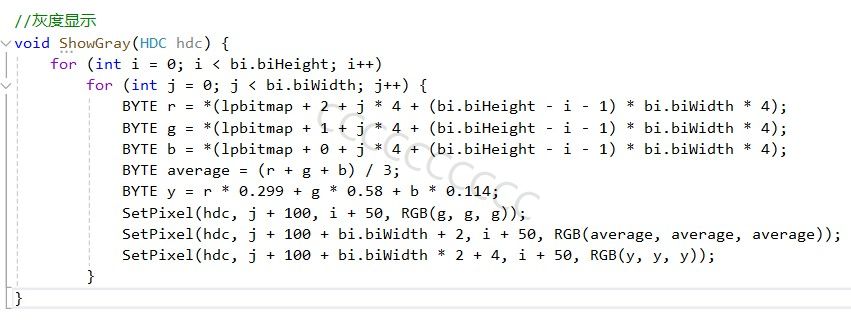 //灰度显示
void ShowGray(HDC hdc) {
    for (int i = 0; i < bi.biHeight; i++)
        for (int j = 0; j < bi.biWidth; j++) {
            BYTE r = *(lpbitmap + 2 + j * 4 + (bi.biHeight - i - 1) * bi.biWidth * 4);
            BYTE g = *(lpbitmap + 1 + j * 4 + (bi.biHeight - i - 1) * bi.biWidth * 4);
            BYTE b = *(lpbitmap + 0 + j * 4 + (bi.biHeight - i - 1) * bi.biWidth * 4);
            BYTE average = (r + g + b) / 3;
            BYTE y = r * 0.299 + g * 0.58 + b * 0.114;
            SetPixel(hdc, j + 100, i + 50, RGB(g, g, g));
            SetPixel(hdc, j + 100 + bi.biWidth + 2, i + 50, RGB(average, average, average));
            SetPixel(hdc, j + 100 + bi.biWidth * 2 + 4, i + 50, RGB(y, y, y));
        }
}
cccccccccc